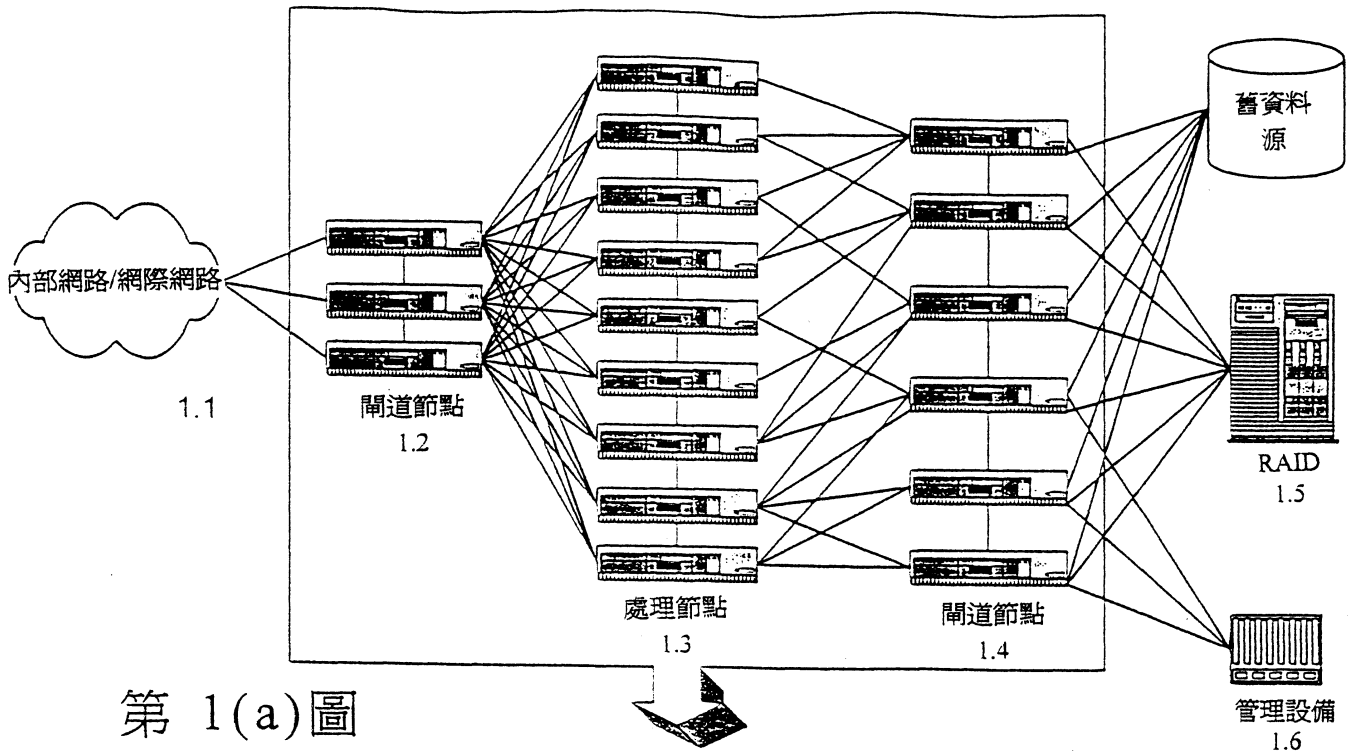 內部網路/網際網路
1.1
閘道節點
1.2
處理節點
1.3
閘道節點
1.4
舊資料
源
RAID
1.5
管理設備
1.6
第 1(a)圖